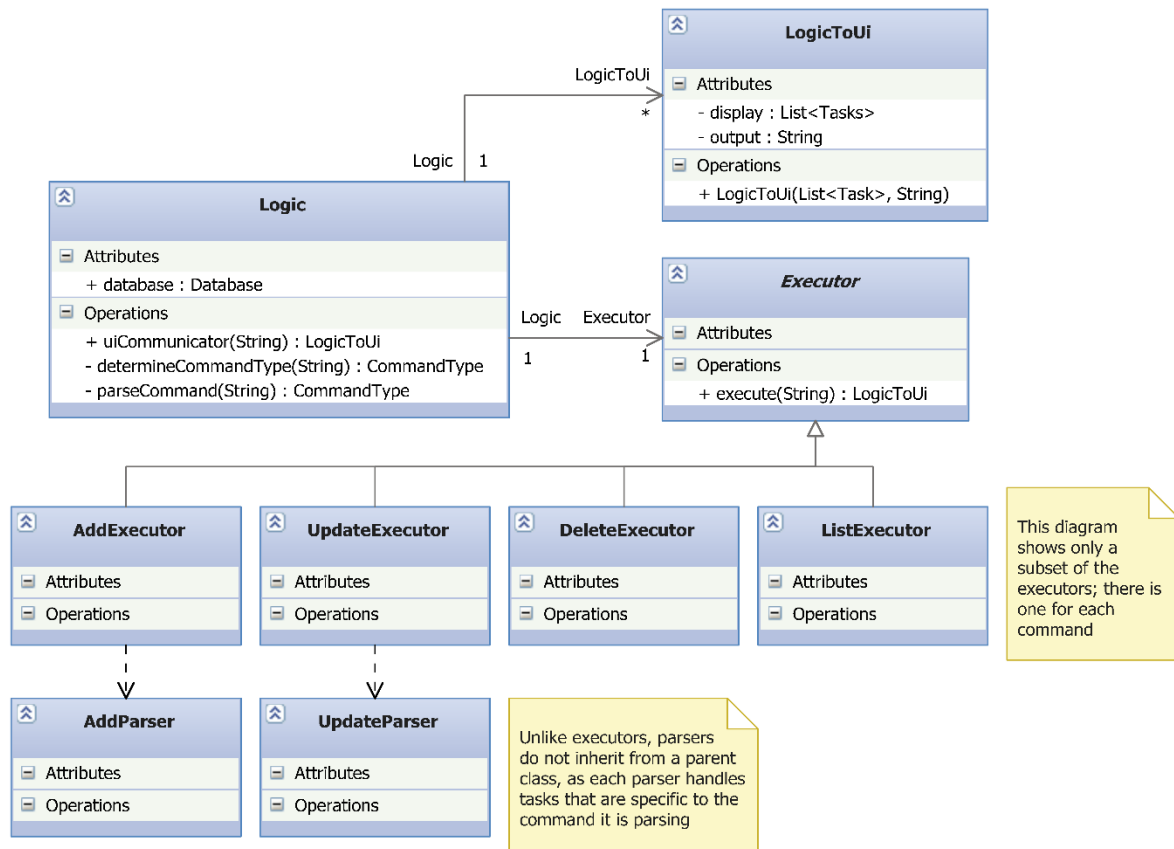 LogicToUi
Attributes
- display : List<Tasks>
- output : String
Operations
+ LogicToUi(List<Task>, String)
LogicToUi
*
Logic 1
Logic
Attributes
+ database : Database
Operations
+ uiCommunicator(String) : LogicToUi
- determineCommandType(String) : CommandType
- parseCommand(String) : CommandType
Logic Executor
1 1
Executor
Attributes
Operations
+ execute(String) : LogicToUi
AddExecutor
Attributes
Operations
UpdateExecutor
Attributes
Operations
DeleteExecutor
Attributes
Operations
ListExecutor
Attributes
Operations
This diagram
shows only a
subset of the
executors; there is
one for each
command
AddParser
Attributes
Operations
UpdateParser
Attributes
Operations
Unlike executors, parsers
do not inherit from a parent
class, as each parser handles
tasks that are specific to the
command it is parsing